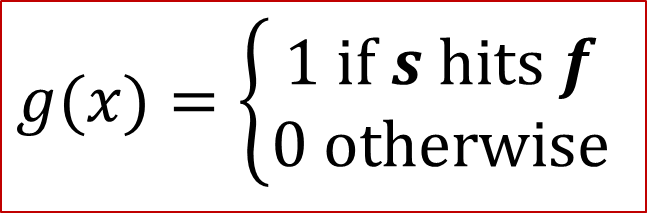 g(x) = { 1 if s hits f
0 otherwise